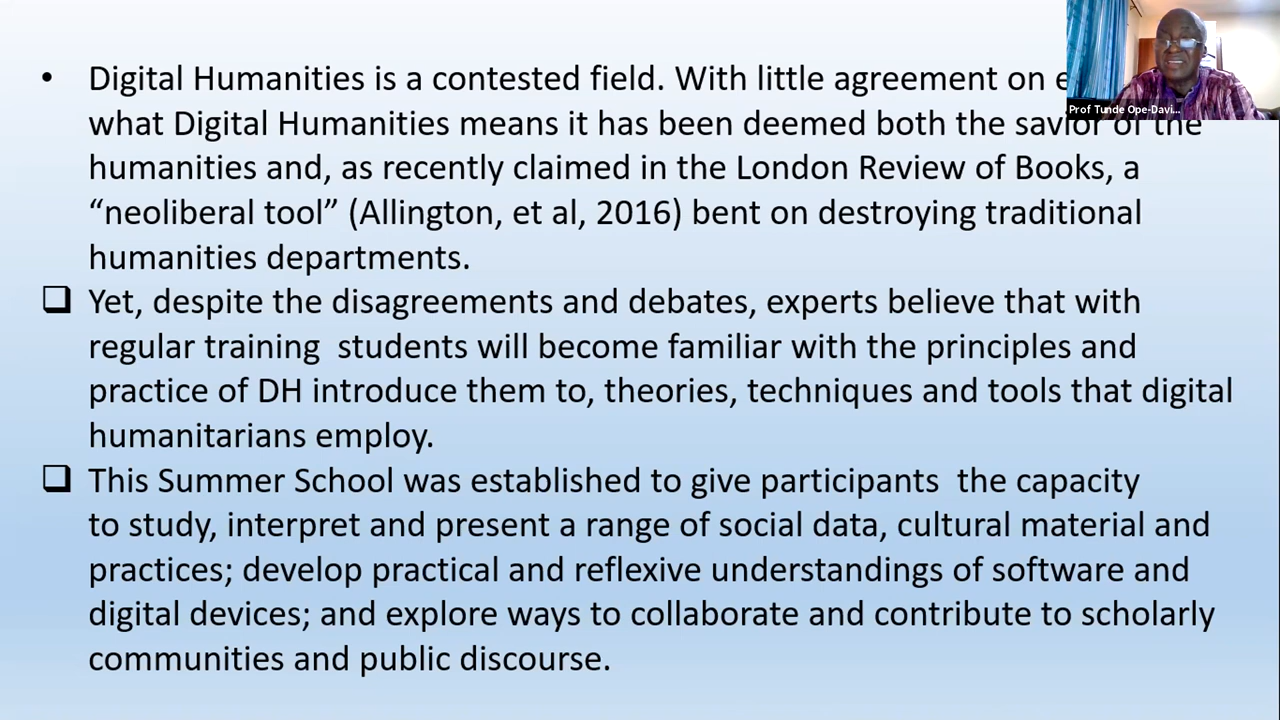 • Digital Humanities is a contested field. With little agreement on
Prof Tunde Ope-Davi...
what Digital Humanities means it has been deemed both the savior of the
humanities and, as recently claimed in the London Review of Books, a
“neoliberal tool” (Allington, et al, 2016) bent on destroying traditional
humanities departments.
❑ Yet, despite the disagreements and debates, experts believe that with
regular training  students will become familiar with the principles and
practice of DH introduce them to, theories, techniques and tools that digital
humanitarians employ.
❑ This Summer School was established to give participants  the capacity
to study, interpret and present a range of social data, cultural material and
practices; develop practical and reflexive understandings of software and
digital devices; and explore ways to collaborate and contribute to scholarly
communities and public discourse.